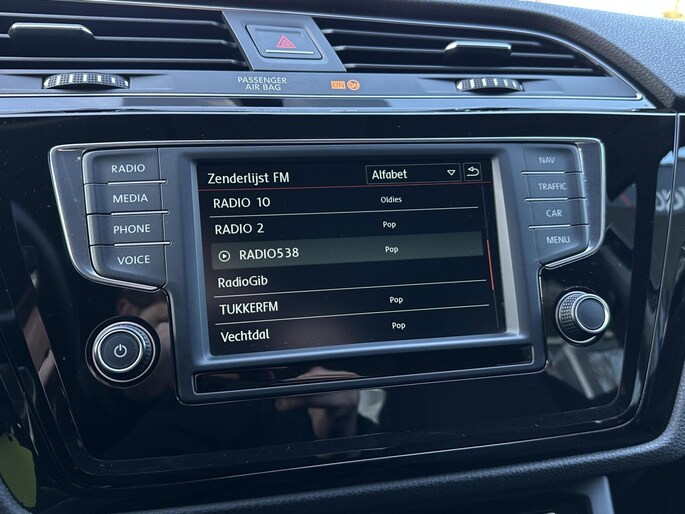 PASSENGER
AIR BAG
ON
RADIO
MEDIA
PHONE
VOICE
Zenderlijst FM
Alfabet
RADIO 10 Oldies
RADIO 2 Pop
RADIO538 Pop
RadioGib
TUKKERFM Pop
Vechtdal Pop
NAV
TRAFFIC
CAR
MENU